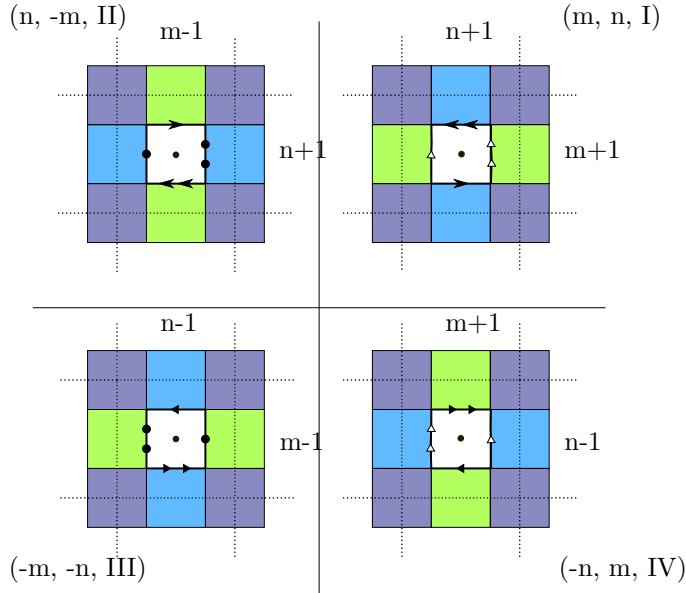 (n, -m, II)
m-1
n+1
(m, n, I)
n+1
m+1
n-1
m-1
(-m, -n, III)
m+1
n-1
(-n, m, IV)